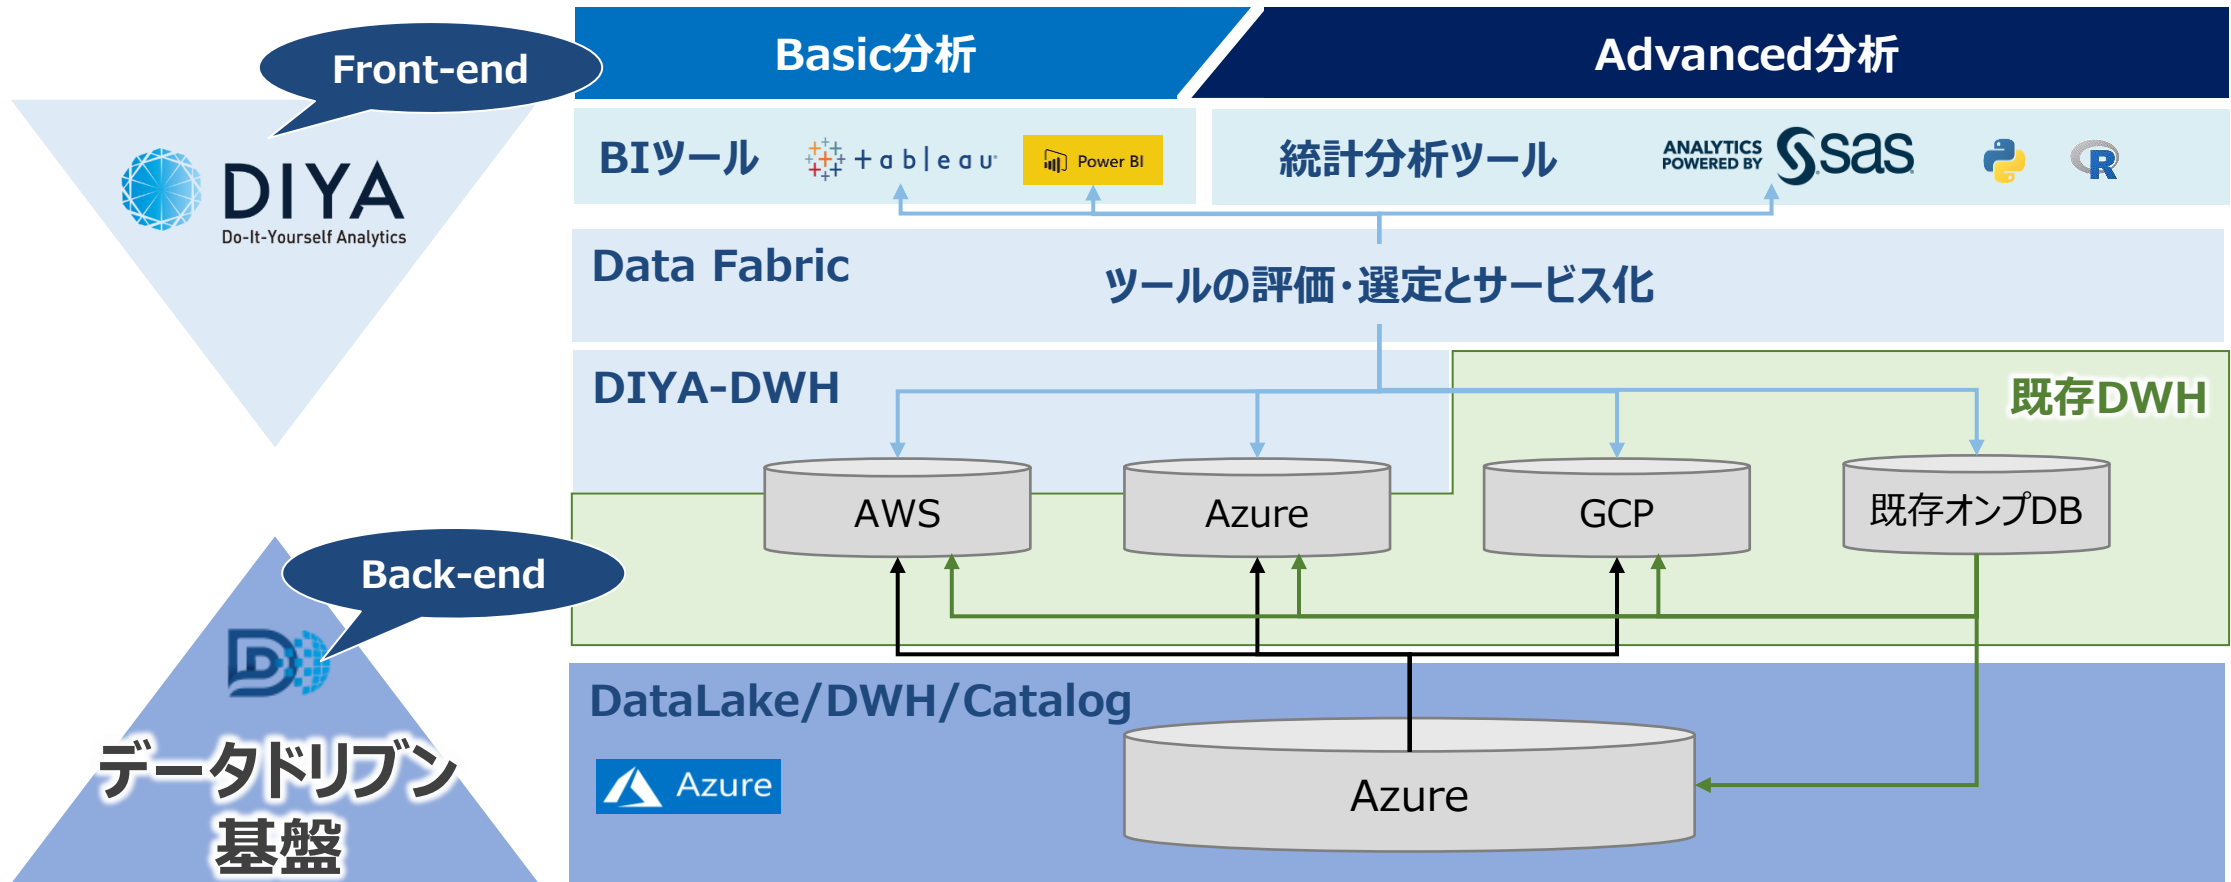 Front-end
DIYA
Do-It-Yourself Analytics
Back-end
データドリブン
基盤
Basic分析
Advanced分析
BIツール
+ableau
Power BI
統計分析ツール
ANALYTICS
POWERED BY
sas
R
Data Fabric
ツールの評価・選定とサービス化
DIYA-DWH
既存DWH
AWS
Azure
GCP
既存オンプDB
DataLake/DWH/Catalog
Azure
Azure